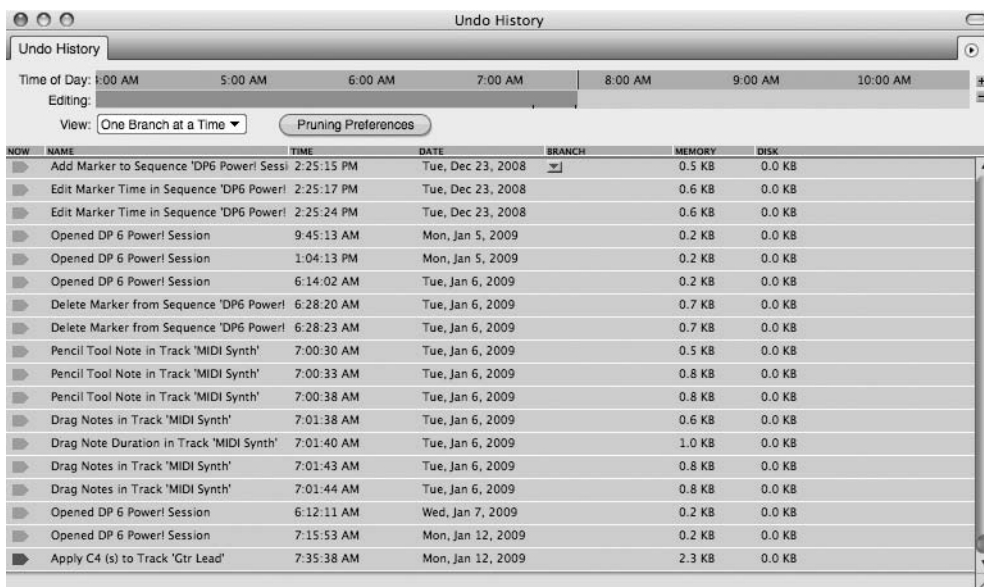 Undo History
Undo History
Time of Day: :00 AM 5:00 AM 6:00 AM 7:00 AM 8:00 AM 9:00 AM 10:00 AM
Editing:
View: One Branch at a Time Pruning Preferences
NOW NAME TIME DATE BRANCH MEMORY DISK
Add Marker to Sequence 'DP6 Power! Sessi 2:25:15 PM Tue, Dec 23, 2008 0.5 KB 0.0 KB
Edit Marker Time in Sequence 'DP6 Power! 2:25:17 PM Tue, Dec 23, 2008 0.6 KB 0.0 KB
Edit Marker Time in Sequence 'DP6 Power! 2:25:24 PM Tue, Dec 23, 2008 0.6 KB 0.0 KB
Opened DP 6 Power! Session 9:45:13 AM Mon, Jan 5, 2009 0.2 KB 0.0 KB
Opened DP 6 Power! Session 1:04:13 PM Mon, Jan 5, 2009 0.2 KB 0.0 KB
Opened DP 6 Power! Session 6:14:02 AM Tue, Jan 6, 2009 0.2 KB 0.0 KB
Delete Marker from Sequence 'DP6 Power! 6:28:20 AM Tue, Jan 6, 2009 0.7 KB 0.0 KB
Delete Marker from Sequence 'DP6 Power! 6:28:23 AM Tue, Jan 6, 2009 0.7 KB 0.0 KB
Pencil Tool Note in Track 'MIDI Synth' 7:00:30 AM Tue, Jan 6, 2009 0.5 KB 0.0 KB
Pencil Tool Note in Track 'MIDI Synth' 7:00:33 AM Tue, Jan 6, 2009 0.8 KB 0.0 KB
Pencil Tool Note in Track 'MIDI Synth' 7:00:38 AM Tue, Jan 6, 2009 0.8 KB 0.0 KB
Drag Notes in Track 'MIDI Synth' 7:01:38 AM Tue, Jan 6, 2009 0.6 KB 0.0 KB
Drag Note Duration in Track 'MIDI Synth' 7:01:40 AM Tue, Jan 6, 2009 1.0 KB 0.0 KB
Drag Notes in Track 'MIDI Synth' 7:01:43 AM Tue, Jan 6, 2009 0.8 KB 0.0 KB
Drag Notes in Track 'MIDI Synth' 7:01:44 AM Tue, Jan 6, 2009 0.8 KB 0.0 KB
Opened DP 6 Power! Session 6:12:11 AM Wed, Jan 7, 2009 0.2 KB 0.0 KB
Opened DP 6 Power! Session 7:15:53 AM Mon, Jan 12, 2009 0.2 KB 0.0 KB
Apply C4 (s) to Track 'Gtr Lead' 7:35:38 AM Mon, Jan 12, 2009 2.3 KB 0.0 KB